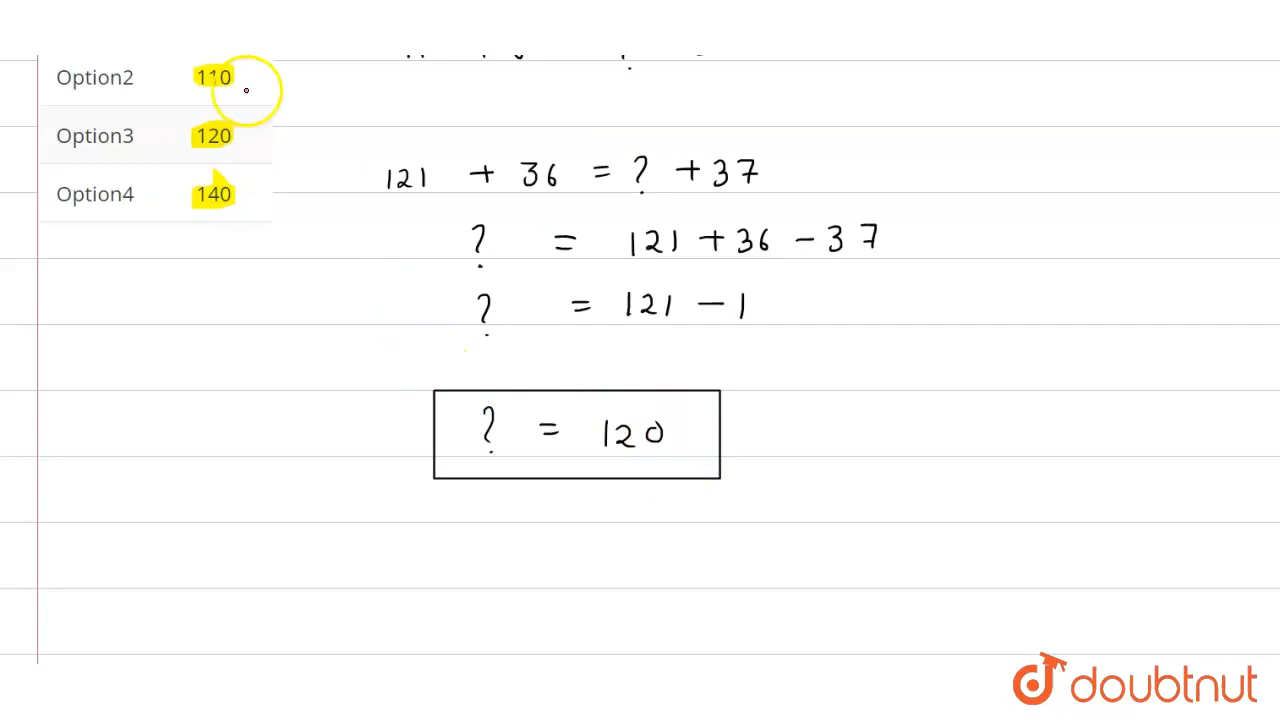 Option2 110
Option3 120
Option4 140
121 + 36 = ? + 37
? = 121 + 36 - 37
? = 121 - 1
? = 120
doubtnut